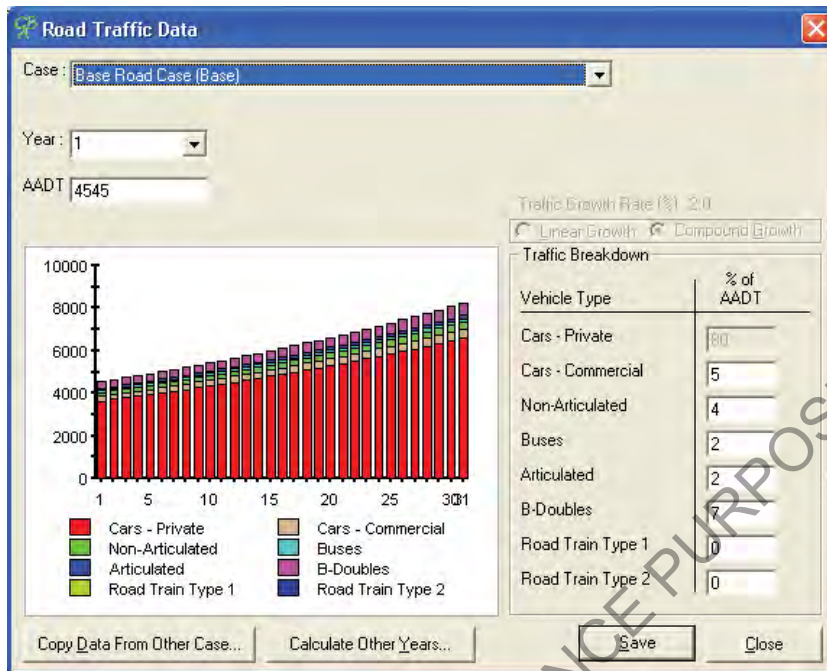 Road Traffic Data
Case : Base Road Case (Base)
Year : 1
AADT 4545
Traffic Growth Rate (%) 2.0
Linear Growth Compound Growth
Traffic Breakdown
Vehicle Type % of AADT
Cars - Private 80
Cars - Commercial 5
Non-Articulated 4
Buses 2
Articulated 2
B-Doubles 7
Road Train Type 1 0
Road Train Type 2 0
10000
8000
6000
4000
2000
0
1 5 10 15 20 25 30 31
Cars - Private Cars - Commercial
Non-Articulated Buses
Articulated B-Doubles
Road Train Type 1 Road Train Type 2
Copy Data From Other Case... Calculate Other Years... Save Close
NCE PURPOS